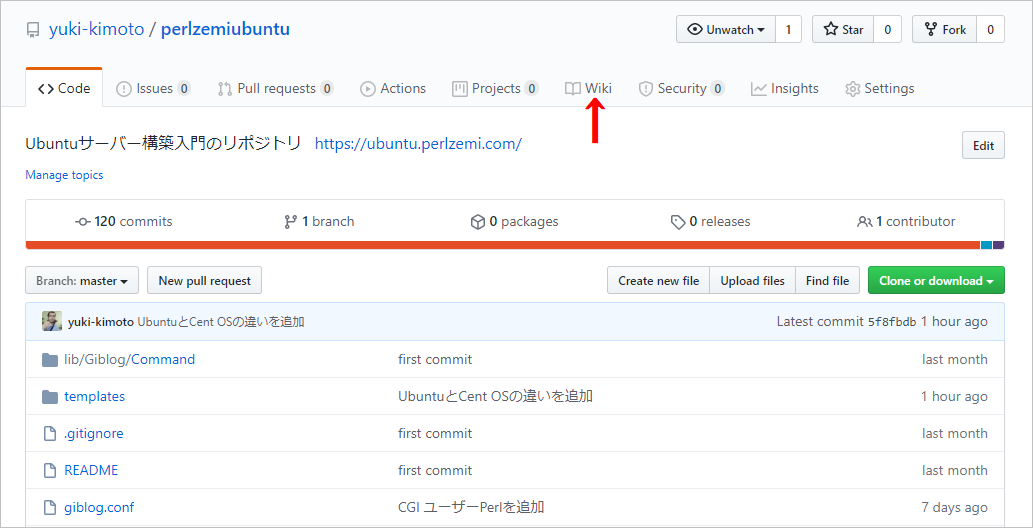 yuki-kimoto / perlzemiubuntu Unwatch 1 Star 0 Fork 0
Code Issues 0 Pull requests 0 Actions Projects 0 Wiki Security 0 Insights Settings
Ubuntuサーバー構築入門のリポジトリ https://ubuntu.perlzemi.com/ Edit
Manage topics
120 commits 1 branch 0 packages 0 releases 1 contributor
Branch: master New pull request Create new file Upload files Find file Clone or download
yuki-kimoto UbuntuとCent OSの違いを追加 Latest commit 5f8fbdb 1 hour ago
lib/Giblog/Command first commit last month
templates UbuntuとCent OSの違いを追加 1 hour ago
.gitignore first commit last month
README first commit last month
giblog.conf CGI ユーザーPerlを追加 7 days ago